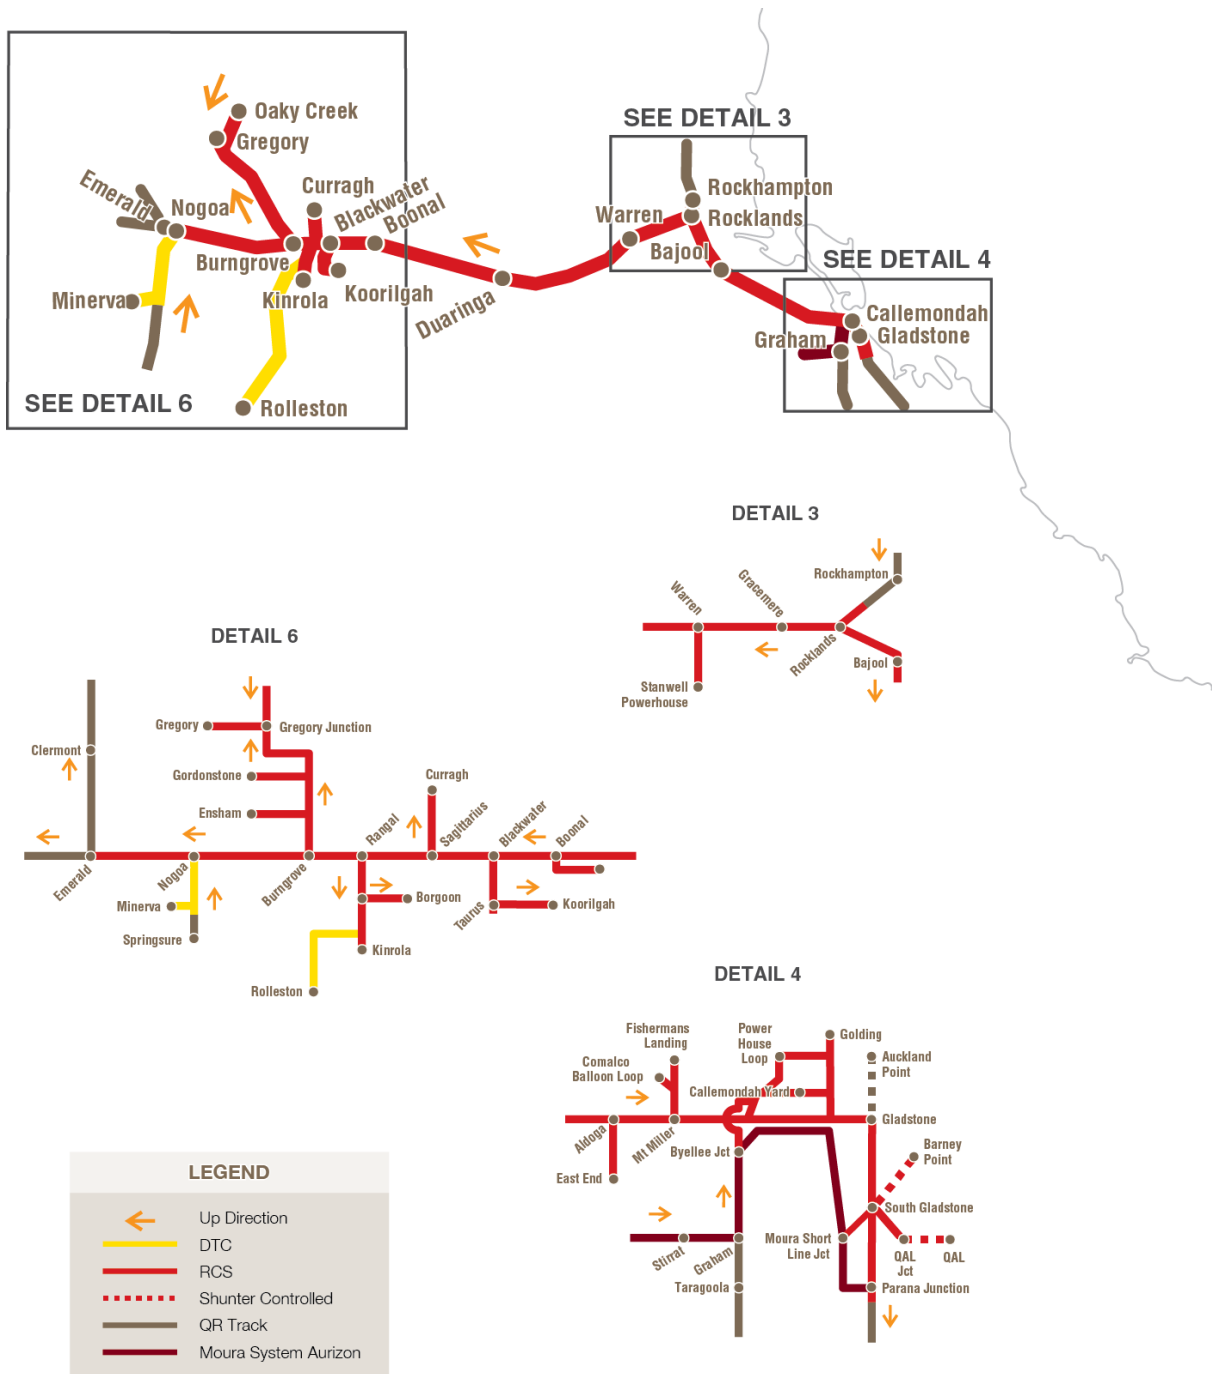 Oaky Creek
Gregory
SEE DETAIL 3
Curragh
Emerald
Nogoa
Blackwater
Boonal
Rockhampton
Warren
Rocklands
Bajool
Burngrove
SEE DETAIL 4
Minerva
Kinrola
Koorilgah
Duaringa
Callemondah
Gladstone
Graham
SEE DETAIL 6
Rolleston
DETAIL 3
Rockhampton
Warren
Gracemere
Rocklands
Bajool
Stanwell
Powerhouse
DETAIL 6
Gregory
Gregory Junction
Clermont
Gordonstone
Curragh
Ensham
Rangal
Sagittarius
Blackwater
Boonal
Emerald
Nogoa
Burngrove
Minerva
Borgoon
Taurus
Koorilgah
Springsure
Kinrola
Rolleston
DETAIL 4
Fishermans
Landing
Power
House
Loop
Golding
Comalco
Balloon Loop
Auckland
Point
Callemondah Yard
Aldoga
Mt Miller
Gladstone
Byellee Jct
Barney
Point
East End
South Gladstone
Stirrat
Graham
Moura Short
Line Jct
QAL
Jct
QAL
Taragoola
Parana Junction
LEGEND
Up Direction
DTC
RCS
Shunter Controlled
QR Track
Moura System Aurizon